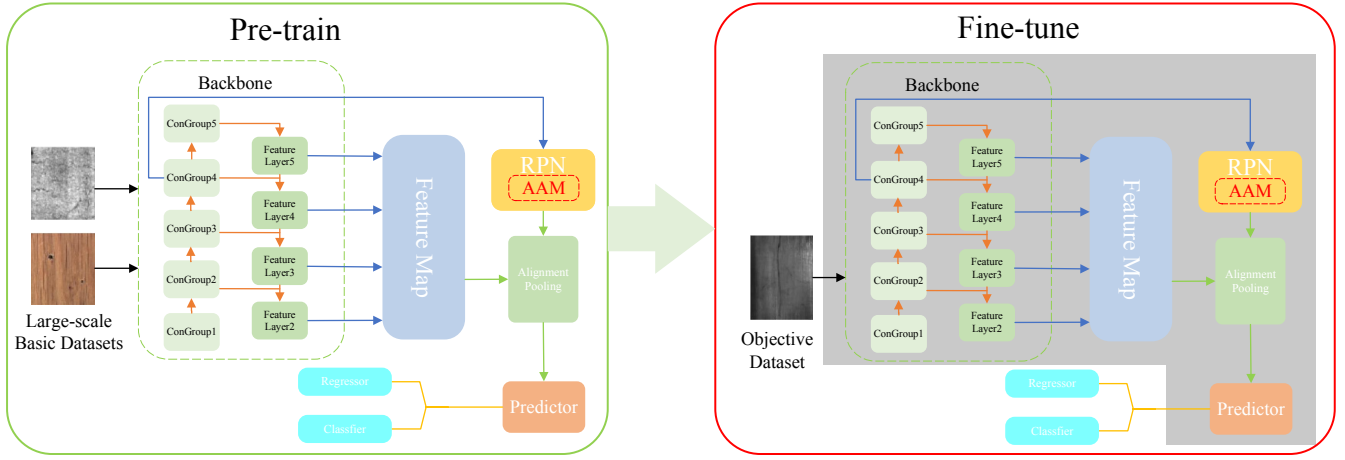 Pre-train
Backbone
ConGroup5
ConGroup4
ConGroup3
ConGroup2
ConGroup1
Feature
Layer5
Feature
Layer4
Feature
Layer3
Feature
Layer2
Feature Map
RPN
AAM
Alignment
Pooling
Predictor
Regressor
Classfier
Large-scale
Basic Datasets
Fine-tune
Backbone
ConGroup5
ConGroup4
ConGroup3
ConGroup2
ConGroup1
Feature
Layer5
Feature
Layer4
Feature
Layer3
Feature
Layer2
Feature Map
RPN
AAM
Alignment
Pooling
Predictor
Regressor
Classfier
Objective
Dataset